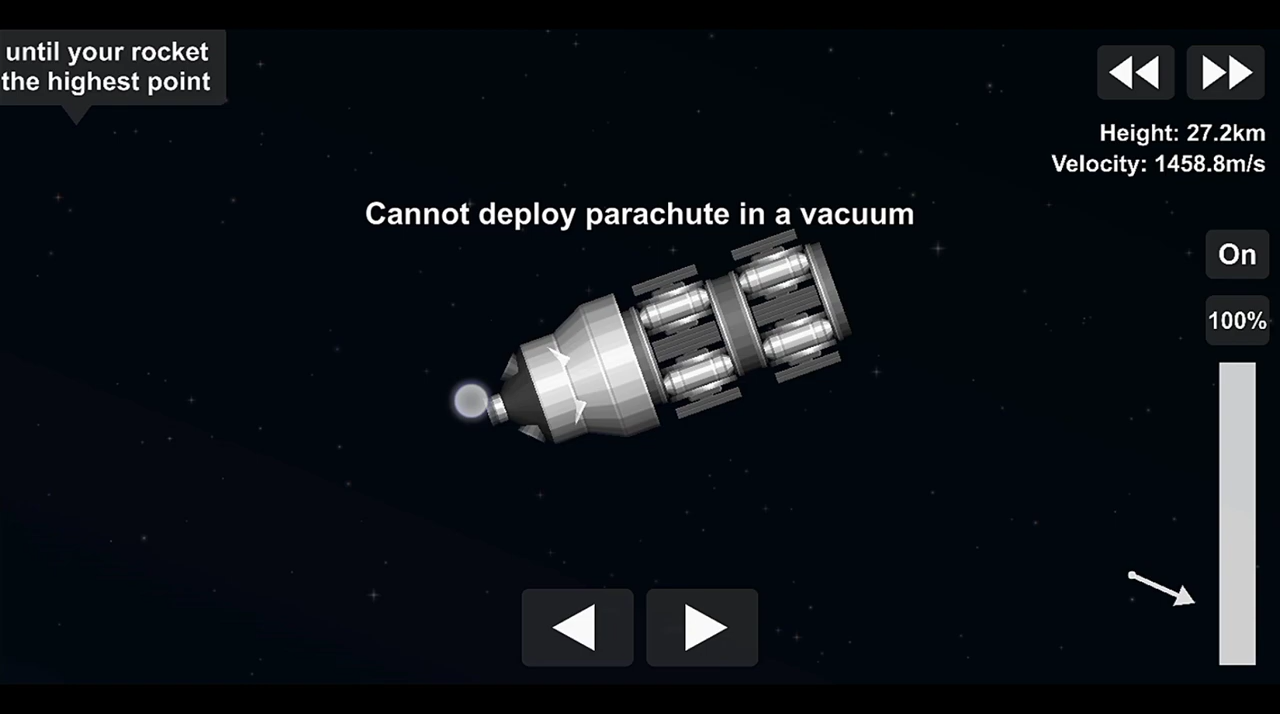 until your rocket
the highest point
Height: 27.2km
Velocity: 1458.8m/s
Cannot deploy parachute in a vacuum
On
100%